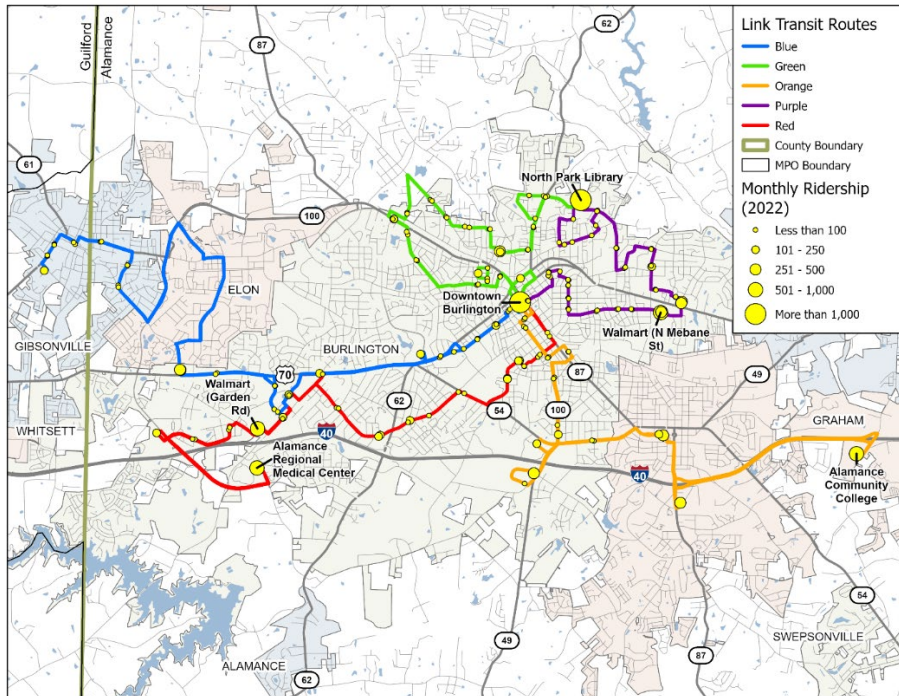 Guilford
Alamance
87
62
Link Transit Routes
Blue
Green
Orange
Purple
Red
County Boundary
MPO Boundary
Monthly Ridership
(2022)
Less than 100
101 - 250
251 - 500
501 - 1,000
More than 1,000
61
100
North Park Library
ELON
Downtown
Burlington
GIBSONVILLE
BURLINGTON
Walmart (N Mebane
St)
70
87
49
Walmart
(Garden
Rd)
62
54
100
WHITSETT
GRAHAM
40
Alamance
Regional
Medical Center
40
Alamance
Community
College
54
49
SWEPSONVILLE
87
ALAMANCE
62